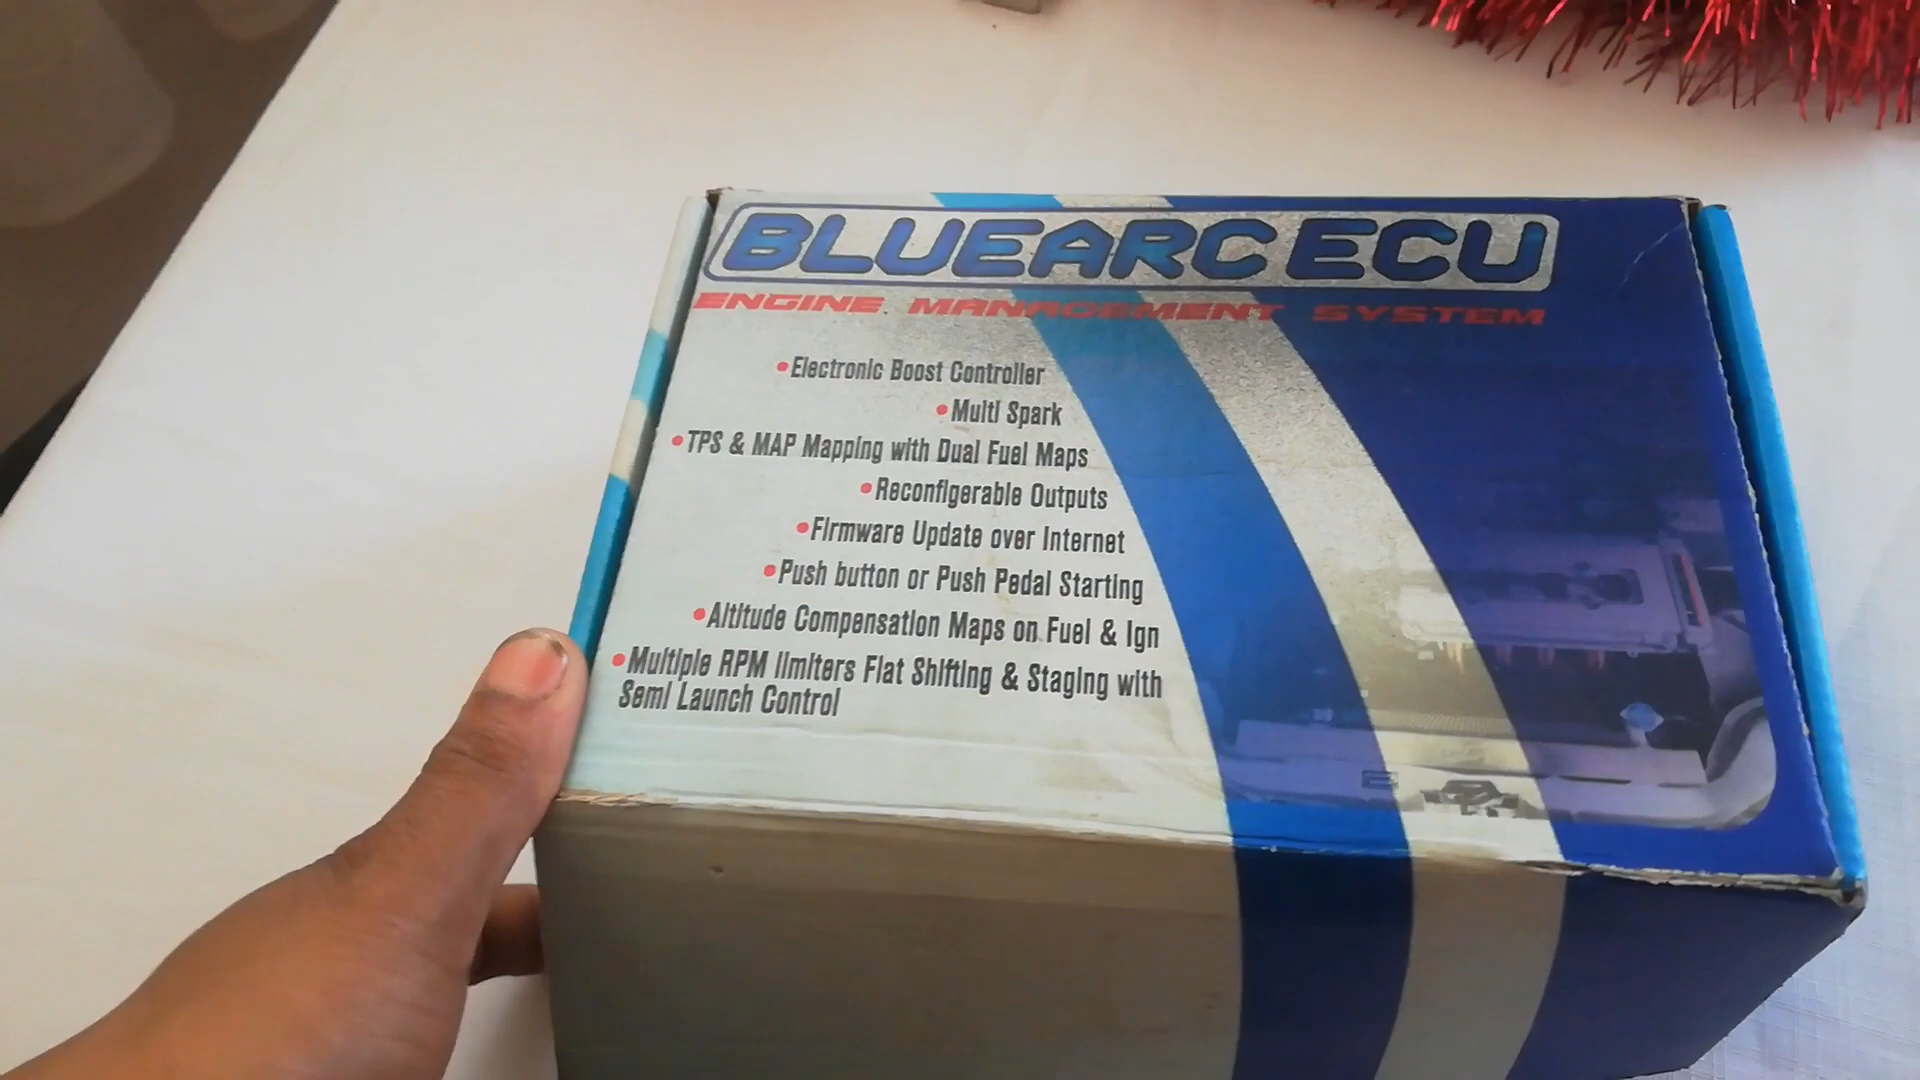 BLUEARC ECU
ENGINE MANAGEMENT SYSTEM
•Electronic Boost Controller
•Multi Spark
•TPS & MAP Mapping with Dual Fuel Maps
•Reconfigerable Outputs
•Firmware Update over Internet
•Push button or Push Pedal Starting
•Altitude Compensation Maps on Fuel & Ign
•Multiple RPM limiters Flat Shifting & Staging with
Semi Launch Control